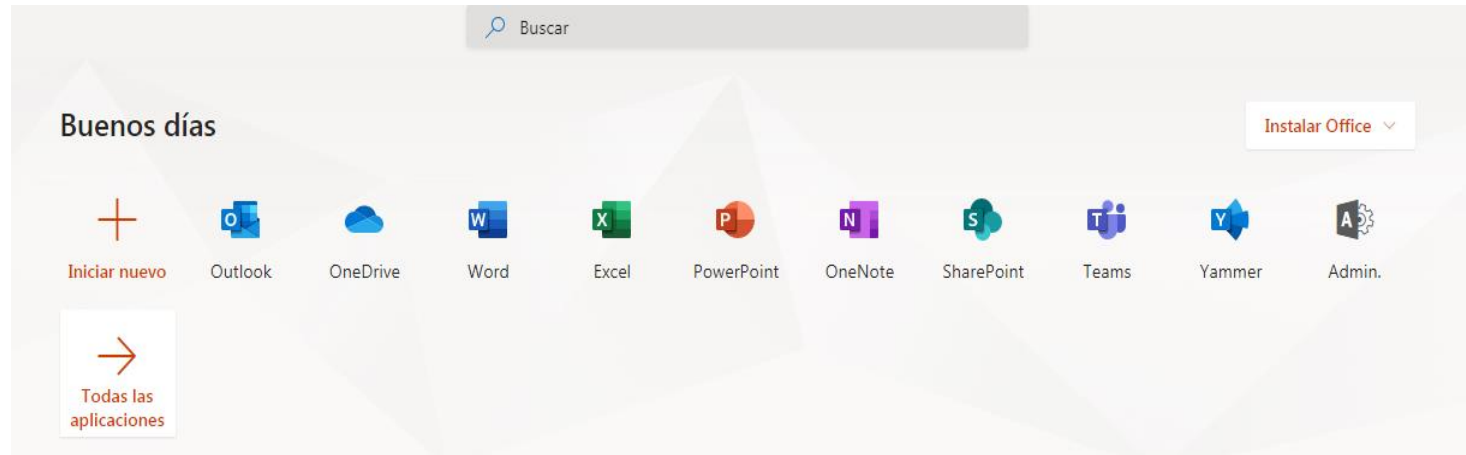 Buscar
Buenos días
Instalar Office
Iniciar nuevo
Outlook
OneDrive
Word
Excel
PowerPoint
OneNote
SharePoint
Teams
Yammer
Admin.
Todas las
aplicaciones